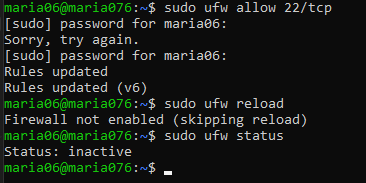 maria06@maria076:~$ sudo ufw allow 22/tcp
[sudo] password for maria06:
Sorry, try again.
[sudo] password for maria06:
Rules updated
Rules updated (v6)
maria06@maria076:~$ sudo ufw reload
Firewall not enabled (skipping reload)
maria06@maria076:~$ sudo ufw status
Status: inactive
maria06@maria076:~$